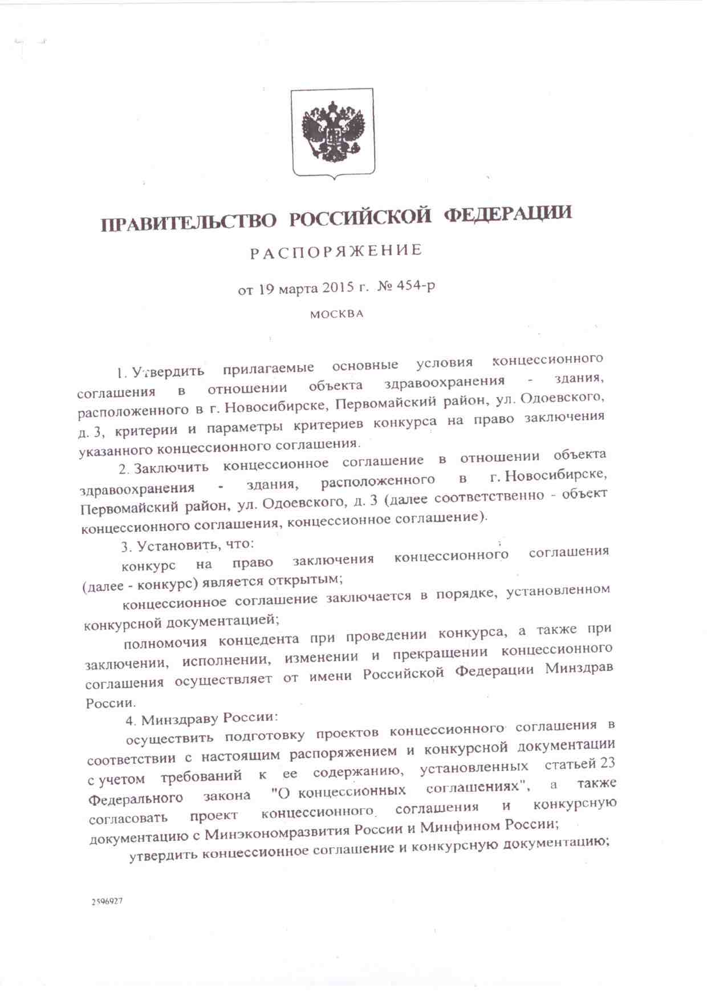 ПРАВИТЕЛЬСТВО РОССИЙСКОЙ ФЕДЕРАЦИИ
РАСПОРЯЖЕНИЕ
от 19 марта 2015 г. № 454-р
МОСКВА
1. Утвердить прилагаемые основные условия концессионного
соглашения в отношении объекта здравоохранения - здания,
расположенного в г. Новосибирске, Первомайский район, ул. Одоевского,
д. 3, критерии и параметры критериев конкурса на право заключения
указанного концессионного соглашения.
2. Заключить концессионное соглашение в отношении объекта
здравоохранения - здания, расположенного в г. Новосибирске,
Первомайский район, ул. Одоевского, д. 3 (далее соответственно - объект
концессионного соглашения, концессионное соглашение).
3. Установить, что:
конкурс на право заключения концессионного соглашения
(далее - конкурс) является открытым;
концессионное соглашение заключается в порядке, установленном
конкурсной документацией;
полномочия концедента при проведении конкурса, а также при
заключении, исполнении, изменении и прекращении концессионного
соглашения осуществляет от имени Российской Федерации Минздрав
России.
4. Минздраву России:
осуществить подготовку проектов концессионного соглашения в
соответствии с настоящим распоряжением и конкурсной документации
с учетом требований к ее содержанию, установленных статьей 23
Федерального закона "О концессионных соглашениях", а также
согласовать проект концессионного соглашения и конкурсную
документацию с Минэкономразвития России и Минфином России;
утвердить концессионное соглашение и конкурсную документацию;
2596927